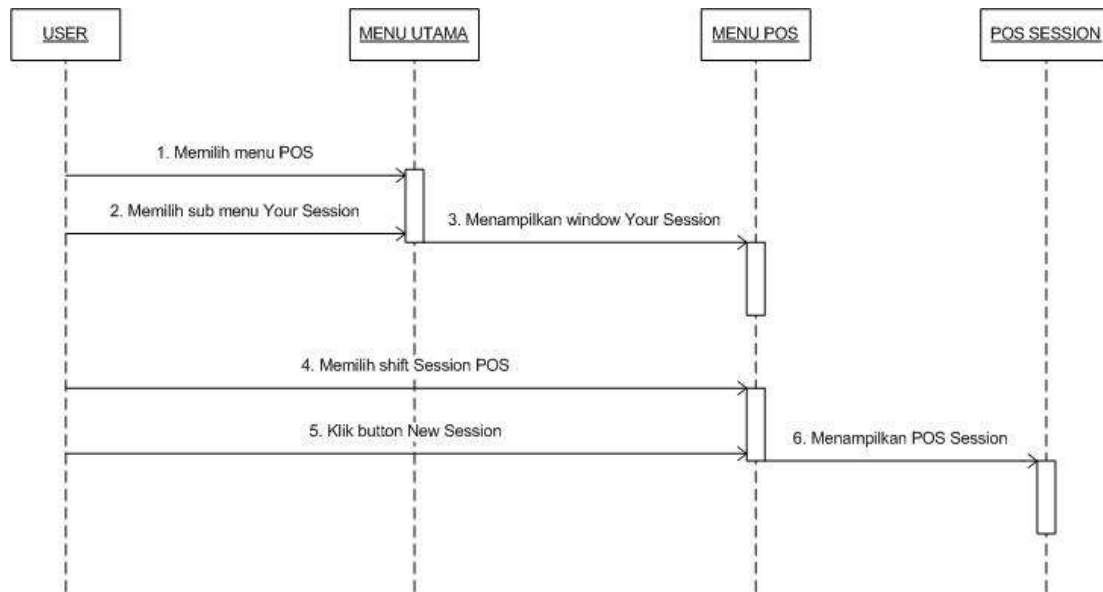 USER
MENU UTAMA
MENU POS
POS SESSION
1. Memilih menu POS
2. Memilih sub menu Your Session
3. Menampilkan window Your Session
4. Memilih shift Session POS
5. Klik button New Session
6. Menampilkan POS Session